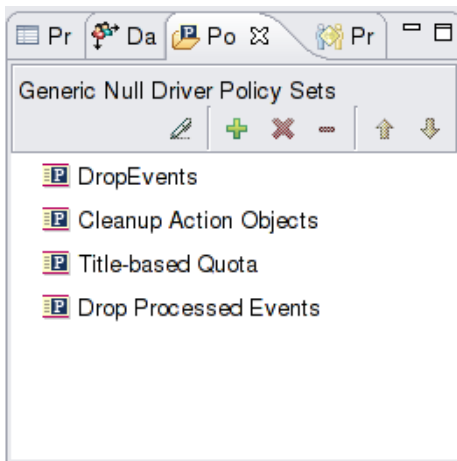 Pr Da Po Pr
Generic Null Driver Policy Sets
DropEvents
Cleanup Action Objects
Title-based Quota
Drop Processed Events